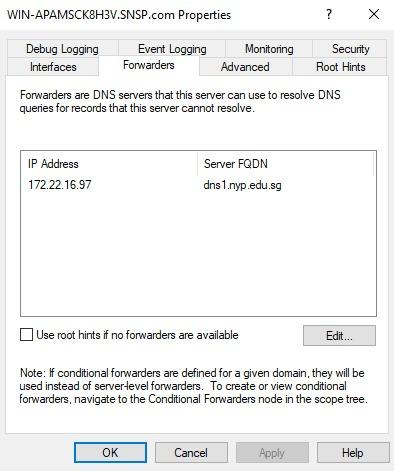 WIN-APAMSCK8H3V.SNSP.com Properties
Debug Logging Event Logging Monitoring Security
Interfaces Forwarders Advanced Root Hints
Forwarders are DNS servers that this server can use to resolve DNS
queries for records that this server cannot resolve.
IP Address Server FQDN
172.22.16.97 dns1.nyp.edu.sg
Use root hints if no forwarders are available
Edit...
Note: If conditional forwarders are defined for a given domain, they will be
used instead of server-level forwarders. To create or view conditional
forwarders, navigate to the Conditional Forwarders node in the scope tree.
OK Cancel Apply Help